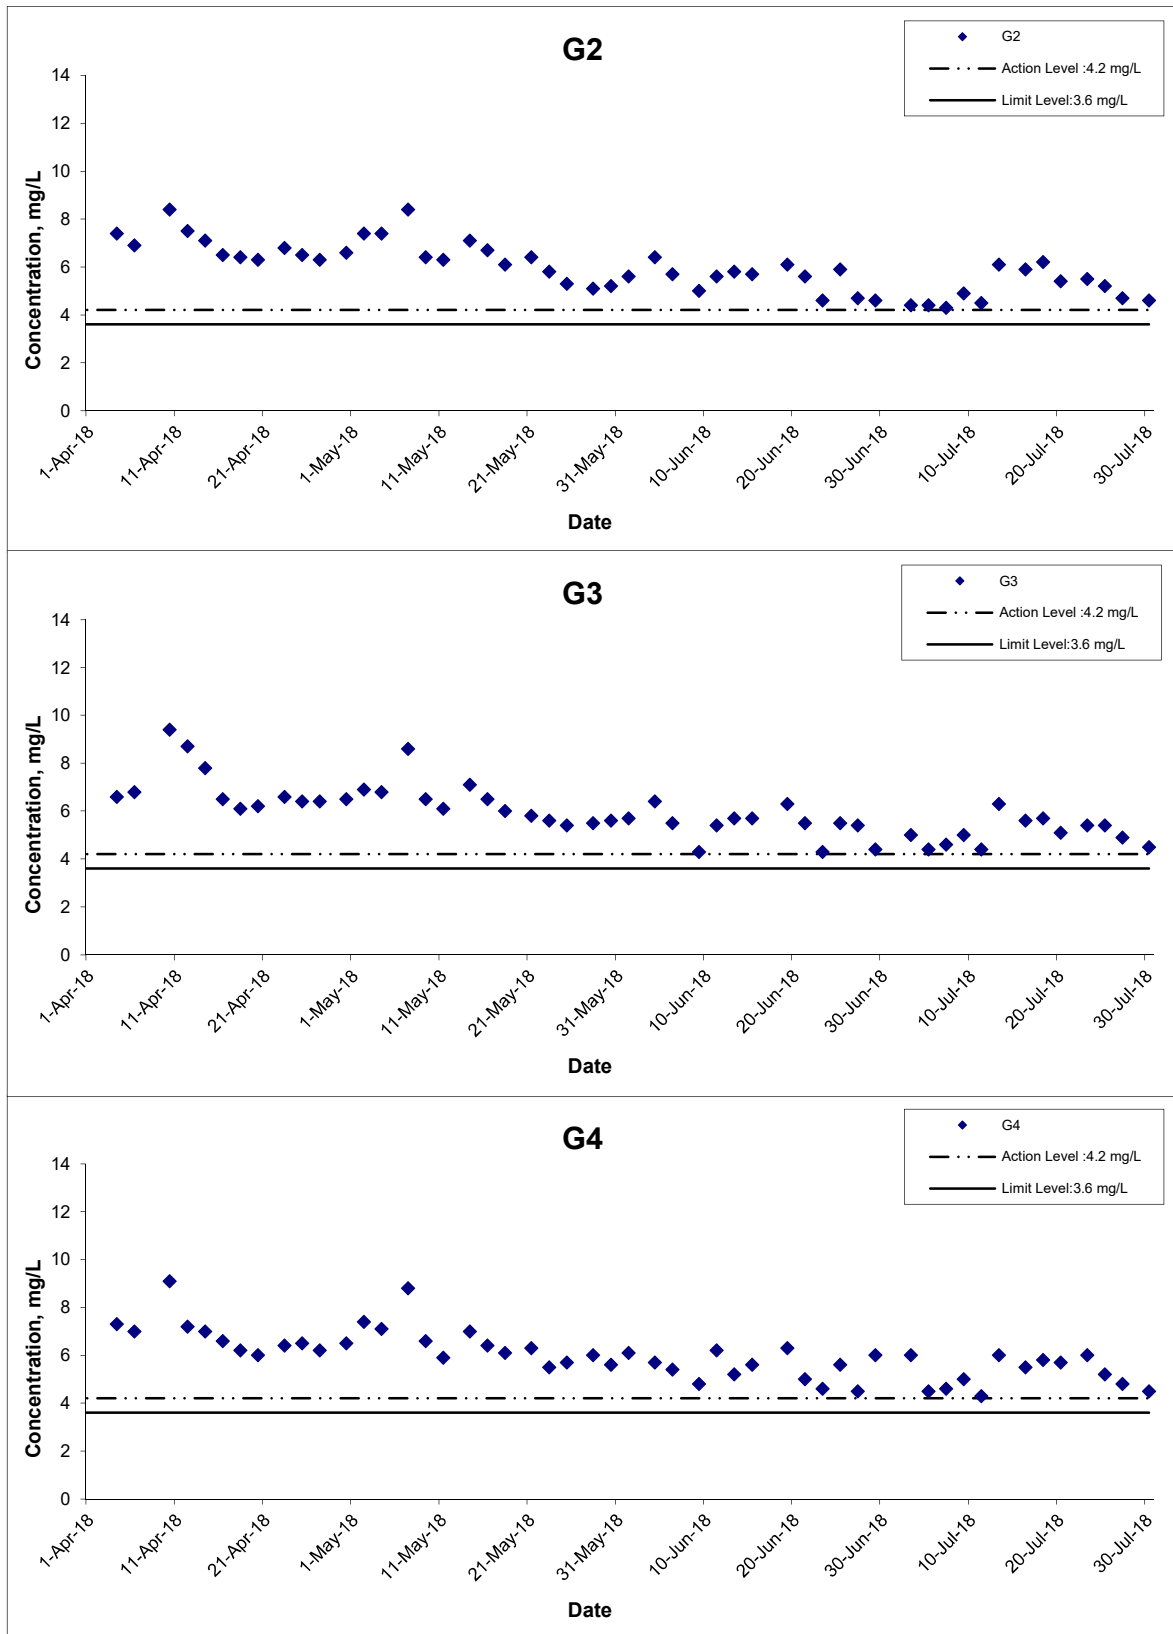 G2
G2
Action Level :4.2 mg/L
Limit Level:3.6 mg/L
Concentration, mg/L
14
12
10
8
6
4
2
0
1-Apr-18
11-Apr-18
21-Apr-18
1-May-18
11-May-18
21-May-18
31-May-18
10-Jun-18
20-Jun-18
30-Jun-18
10-Jul-18
20-Jul-18
30-Jul-18
Date
G3
G3
Action Level :4.2 mg/L
Limit Level:3.6 mg/L
Concentration, mg/L
14
12
10
8
6
4
2
0
1-Apr-18
11-Apr-18
21-Apr-18
1-May-18
11-May-18
21-May-18
31-May-18
10-Jun-18
20-Jun-18
30-Jun-18
10-Jul-18
20-Jul-18
30-Jul-18
Date
G4
G4
Action Level :4.2 mg/L
Limit Level:3.6 mg/L
Concentration, mg/L
14
12
10
8
6
4
2
0
1-Apr-18
11-Apr-18
21-Apr-18
1-May-18
11-May-18
21-May-18
31-May-18
10-Jun-18
20-Jun-18
30-Jun-18
10-Jul-18
20-Jul-18
30-Jul-18
Date